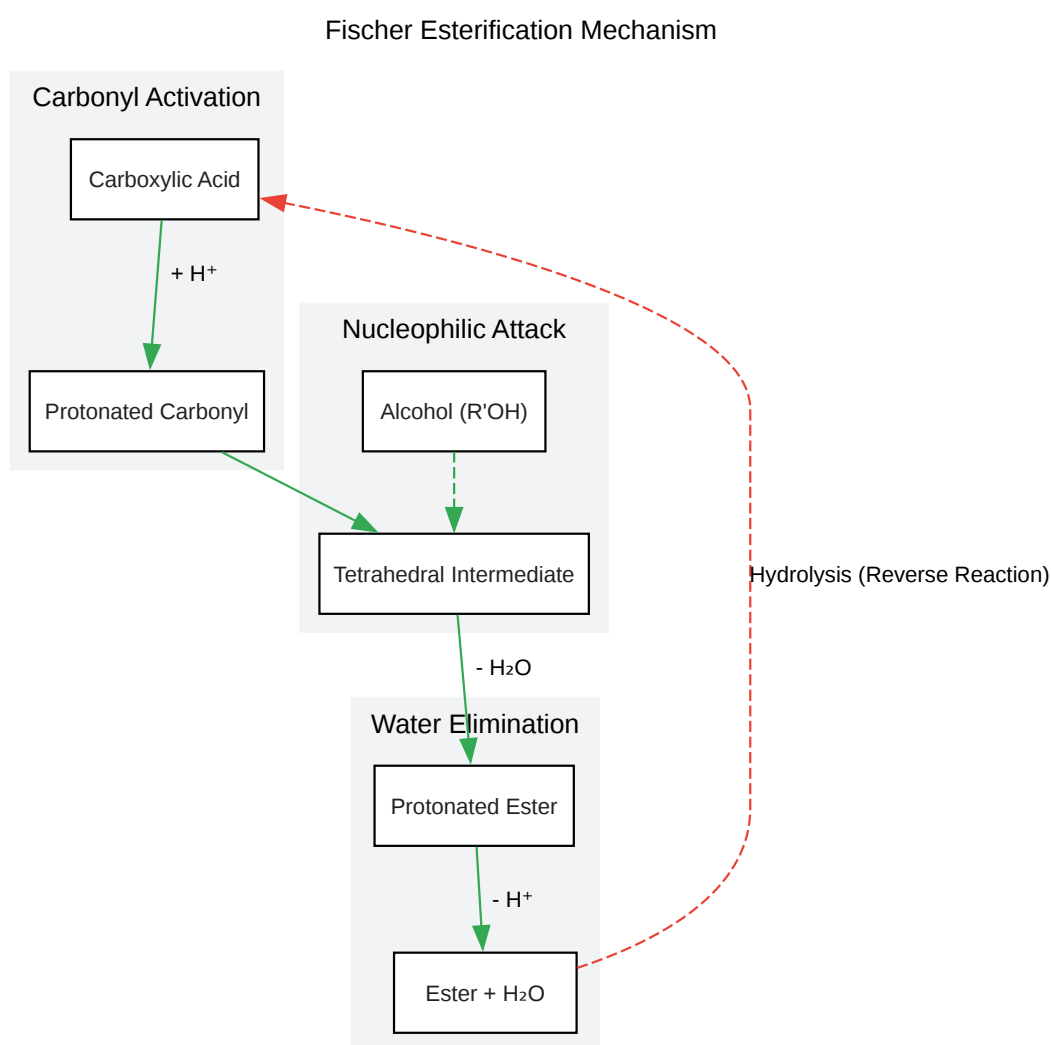 Fischer Esterification Mechanism
Carbonyl Activation
Carboxylic Acid
+ H⁺
Protonated Carbonyl
Nucleophilic Attack
Alcohol (R'OH)
Tetrahedral Intermediate
Hydrolysis (Reverse Reaction)
- H₂O
Water Elimination
Protonated Ester
- H⁺
Ester + H₂O